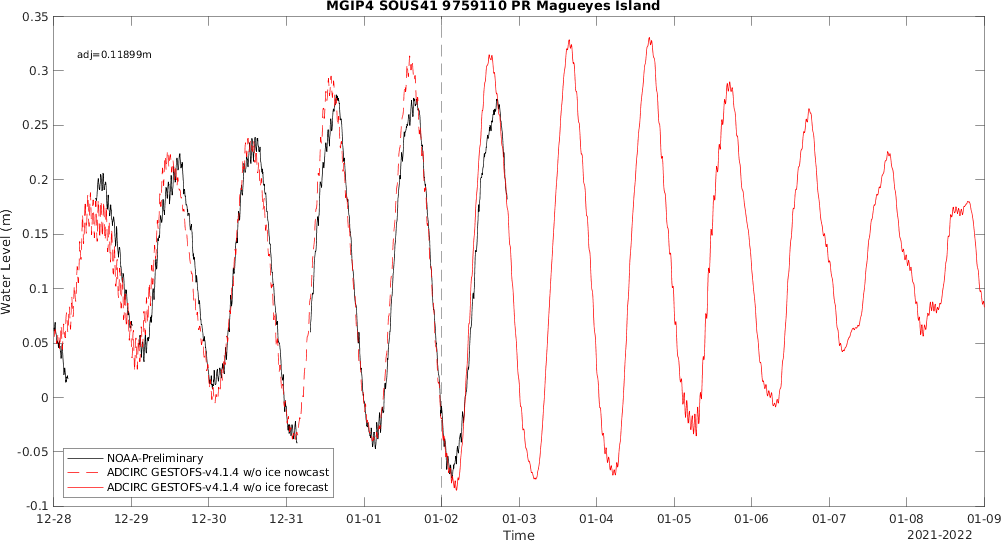 MGIP4 SOUS41 9759110 PR Magueyes Island
0.35
0.3
0.25
0.2
0.15
0.1
0.05
0
-0.05
-0.1
Water Level (m)
adj=0.11899m
NOAA-Preliminary
ADCIRC GESTOFS-v4.1.4 w/o ice nowcast
ADCIRC GESTOFS-v4.1.4 w/o ice forecast
12-28 12-29 12-30 12-31 01-01 01-02 01-03 01-04 01-05 01-06 01-07 01-08 01-09
Time
2021-2022